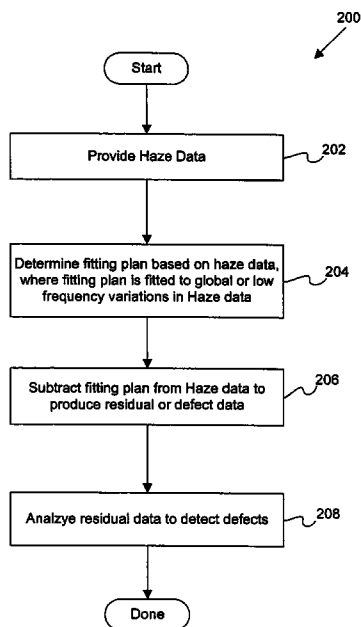 200
Start
Provide Haze Data
202
Determine fitting plan based on haze data,
where fitting plan is fitted to global or low
frequency variations in Haze data
204
Subtract fitting plan from Haze data to
produce residual or defect data
206
Analzye residual data to detect defects
208
Done